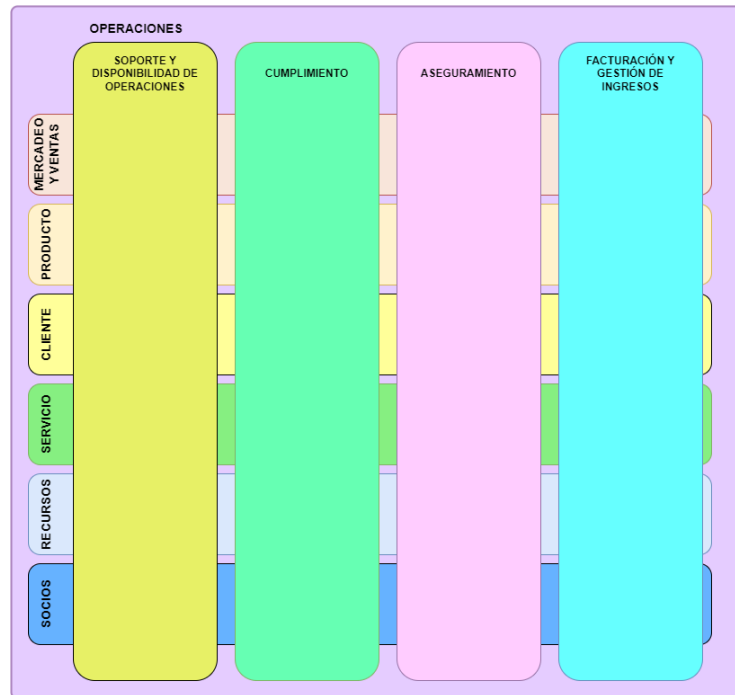 OPERACIONES
SOPORTE Y
DISPONIBILIDAD DE
OPERACIONES
CUMPLIMIENTO
ASEGURAMIENTO
FACTURACIÓN Y
GESTIÓN DE
INGRESOS
MERCADEO
Y VENTAS
PRODUCTO
CLIENTE
SERVICIO
RECURSOS
SOCIOS